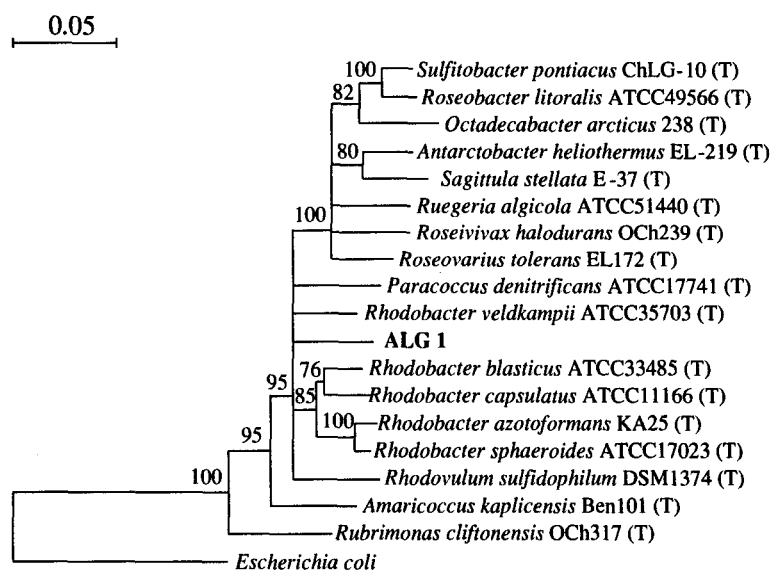 0.05
100 Sulfitobacter pontiacus ChLG-10 (T)
82 Roseobacter litoralis ATCC49566 (T)
Octadecabacter arcticus 238 (T)
80 Antarctobacter heliothermus EL-219 (T)
Sagittula stellata E-37 (T)
100 Ruegeria algicola ATCC51440 (T)
Roseivivax halodurans OCh239 (T)
Roseovarius tolerans EL172 (T)
Paracoccus denitrificans ATCC17741 (T)
Rhodobacter veldkampii ATCC35703 (T)
ALG 1
76 Rhodobacter blasticus ATCC33485 (T)
95 85 Rhodobacter capsulatus ATCC11166 (T)
100 Rhodobacter azotoformans KA25 (T)
95 Rhodobacter sphaeroides ATCC17023 (T)
100 Rhodovulum sulfidophilum DSM1374 (T)
Amaricoccus kaplicensis Ben101 (T)
Rubrimonas cliftonensis OCh317 (T)
Escherichia coli